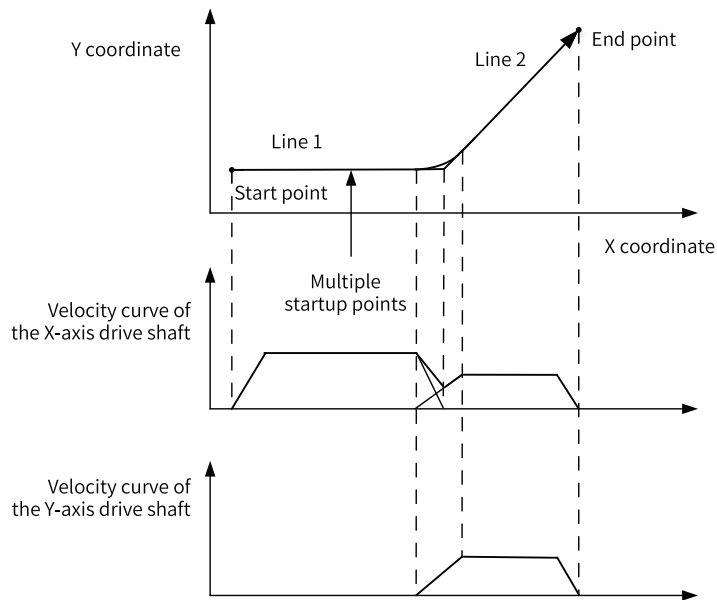 Y coordinate
End point
Line 2
Line 1
Start point
X coordinate
Multiple
startup points
Velocity curve of
the X-axis drive shaft
Velocity curve of
the Y-axis drive shaft